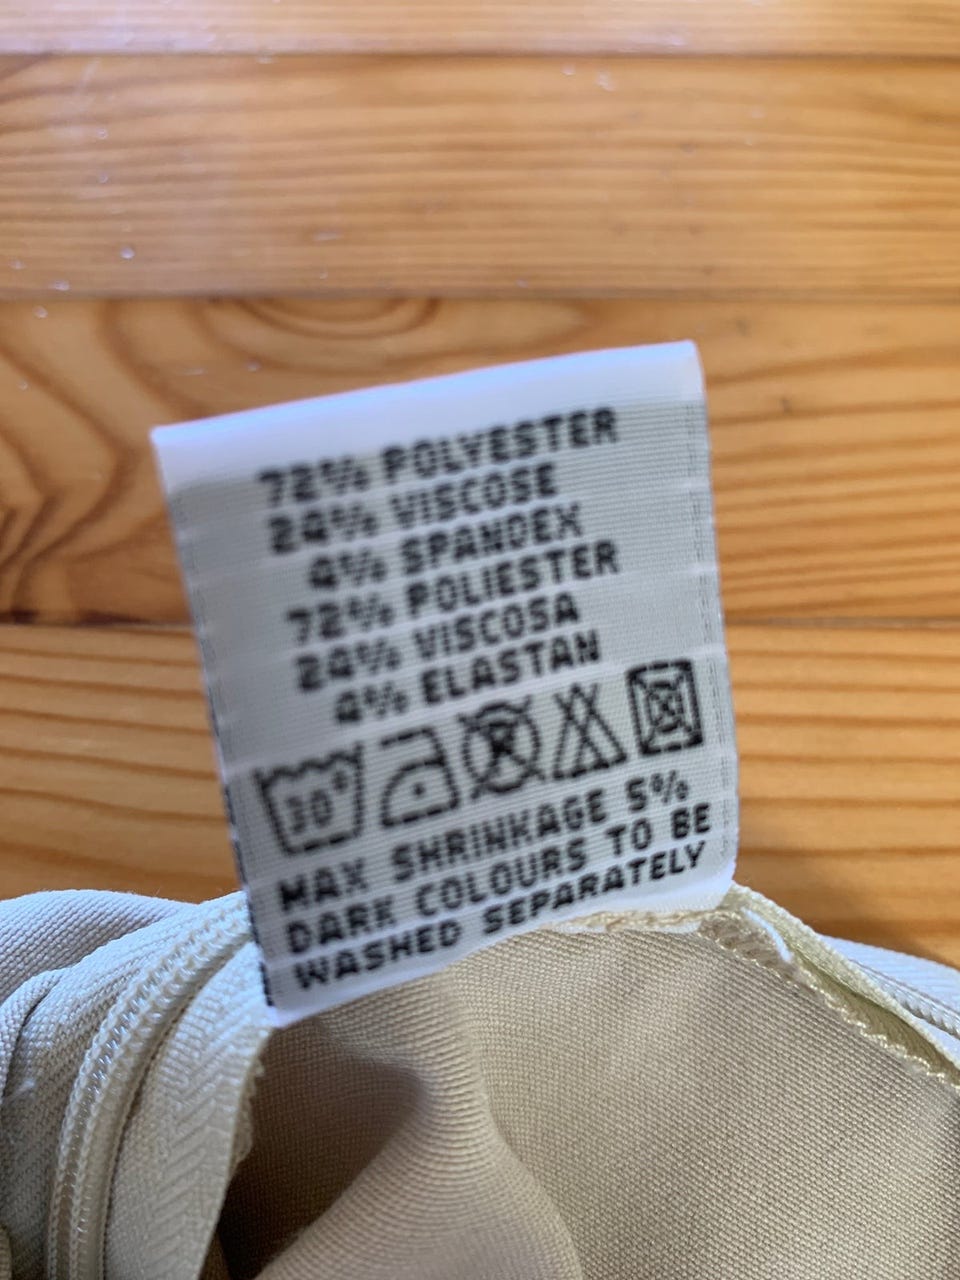 72% POLYESTER
24% VISCOSE
4% SPANDEX
72% POLIESTER
24% VISCOSA
4% ELASTAN
30°
MAX SHRINKAGE 5%
DARK COLOURS TO BE
WASHED SEPARATELY